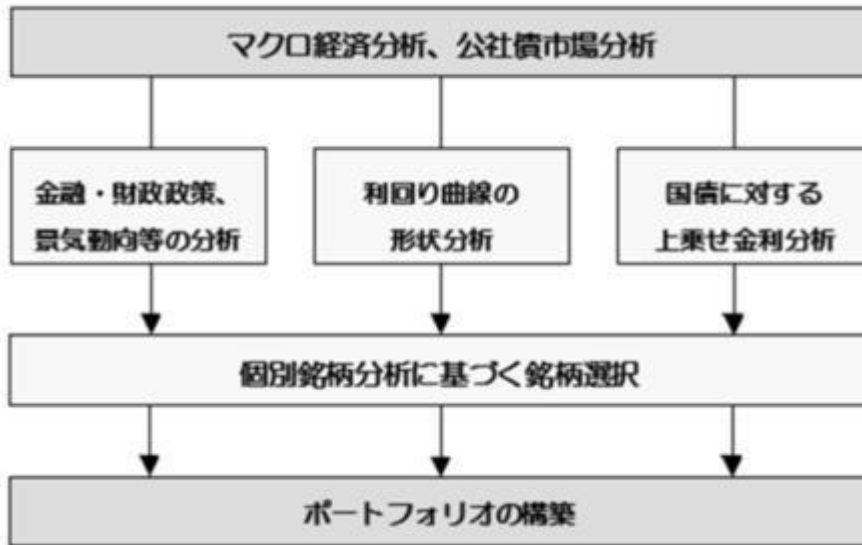 マクロ経済分析、公社債市場分析
金融・財政政策、
景気動向等の分析
利回り曲線の
形状分析
国債に対する
上乗せ金利分析
個別銘柄分析に基づく銘柄選択
ポートフォリオの構築